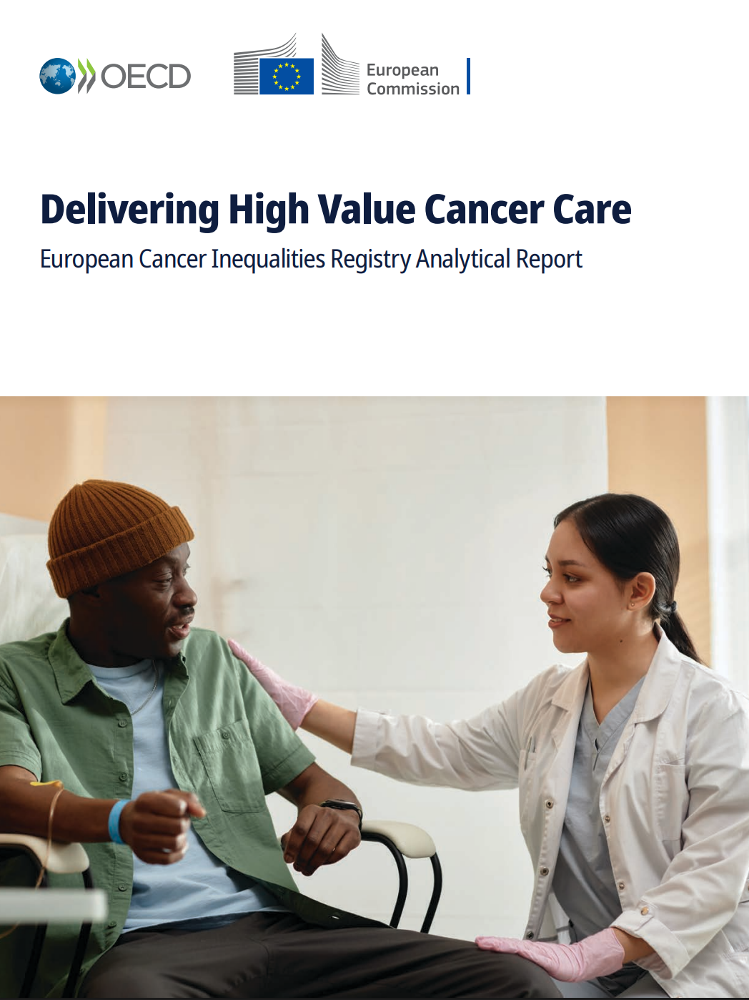 OECD
European
Commission
Delivering High Value Cancer Care
European Cancer Inequalities Registry Analytical Report